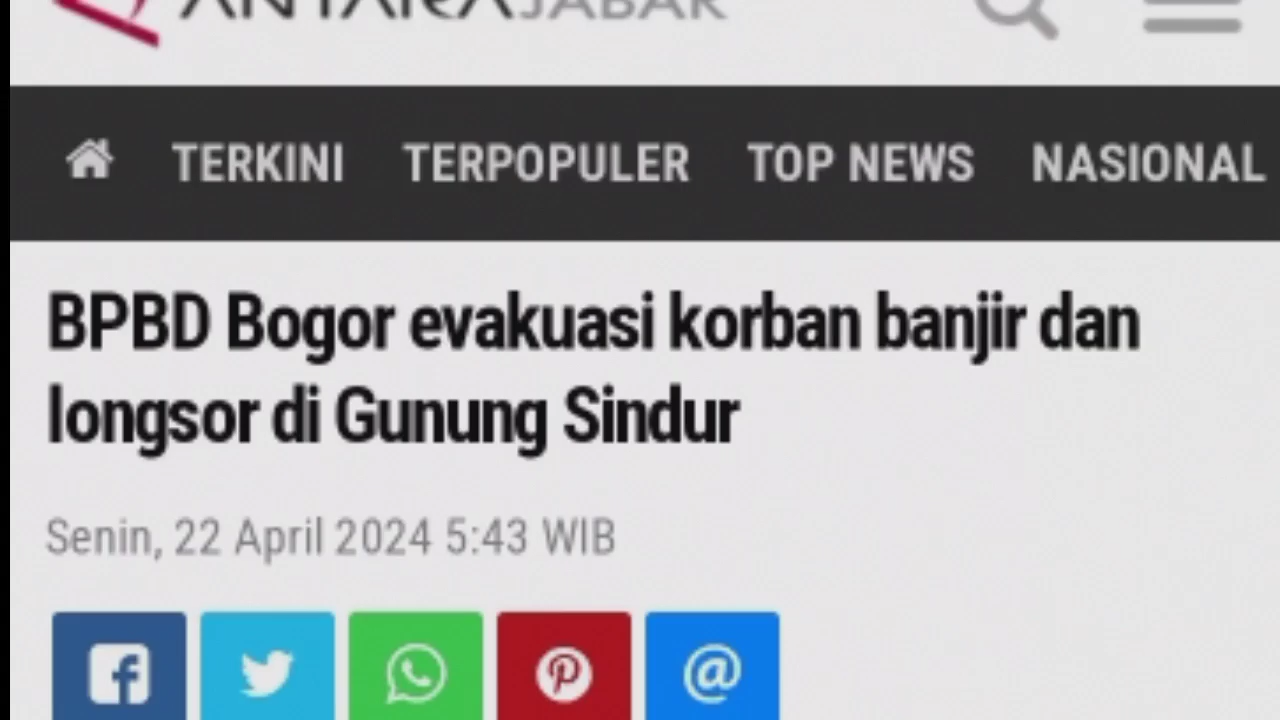 ANTARAJABAR
TERKINI TERPOPULER TOP NEWS NASIONAL
BPBD Bogor evakuasi korban banjir dan
longsor di Gunung Sindur
Senin, 22 April 2024 5:43 WIB